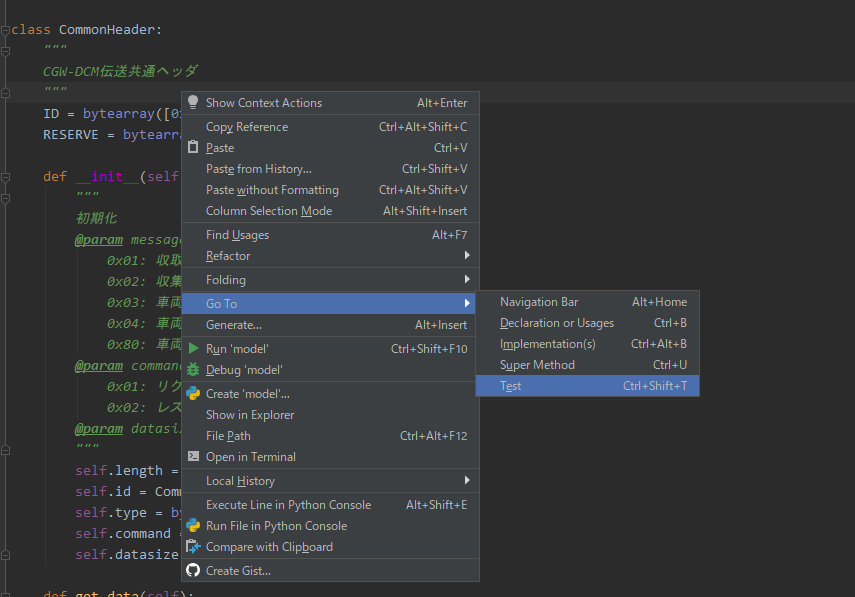 class CommonHeader:
"""
CGW-DCM伝送共通ヘッダ
"""
ID = bytearray([0
RESERVE = bytearra
def __init__(self
"""
初期化
@param message
0x01: 収取
0x02: 収集
0x03: 車両
0x04: 車両
0x80: 車両
@param command
0x01: リク
0x02: レス
@param datasi
"""
self.length =
self.id = Comm
self.type = by
self.command
self.datasize
def get_data(self):
Show Context Actions Alt+Enter
Copy Reference Ctrl+Alt+Shift+C
Paste Ctrl+V
Paste from History... Ctrl+Shift+V
Paste without Formatting Ctrl+Alt+Shift+V
Column Selection Mode Alt+Shift+Insert
Find Usages Alt+F7
Refactor
Folding
Go To
Generate... Alt+Insert
Run 'model' Ctrl+Shift+F10
Debug 'model'
Create 'model'...
Show in Explorer
File Path Ctrl+Alt+F12
Open in Terminal
Local History
Execute Line in Python Console Alt+Shift+E
Run File in Python Console
Compare with Clipboard
Create Gist...
Navigation Bar Alt+Home
Declaration or Usages Ctrl+B
Implementation(s) Ctrl+Alt+B
Super Method Ctrl+U
Test Ctrl+Shift+T